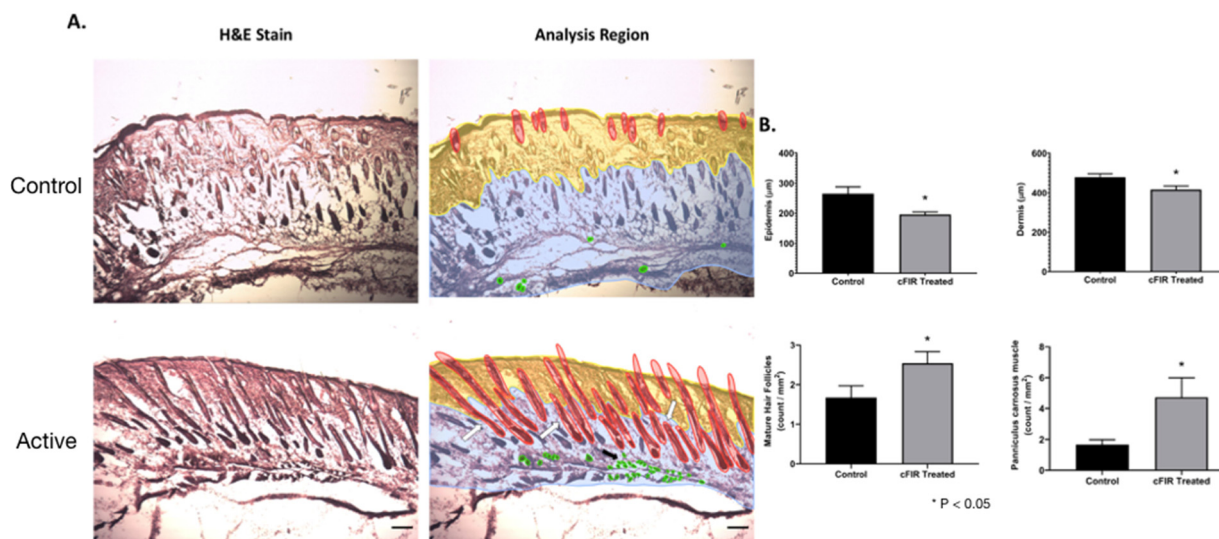 A.
H&E Stain
Analysis Region
Control
Active
B.
Epidermis (μm)
400
300
200
100
0
*
Control
cFIR Treated
Dermis (μm)
600
400
200
0
*
Control
cFIR Treated
Mature Hair Follicles
(count / mm²)
3
2
1
0
*
Control
cFIR Treated
Panniculus carnosus muscle
(count / mm²)
8
6
4
2
0
*
Control
cFIR Treated
* P < 0.05